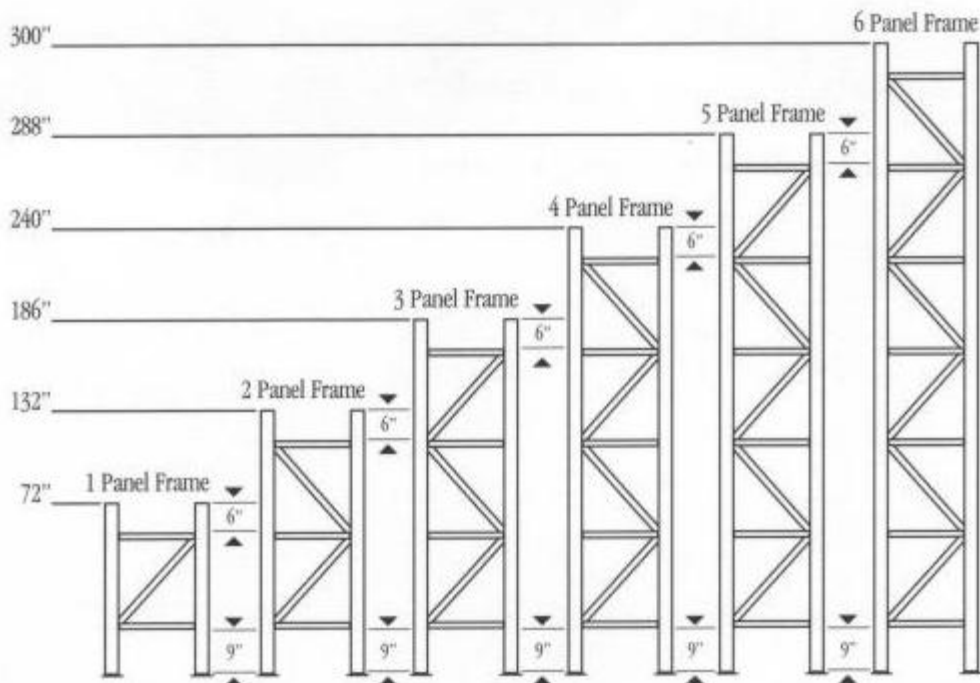 6 Panel Frame
300"
5 Panel Frame
288"
6"
4 Panel Frame
240"
6"
3 Panel Frame
186"
6"
2 Panel Frame
132"
6"
1 Panel Frame
72"
6"
9"
9"
9"
9"
9"